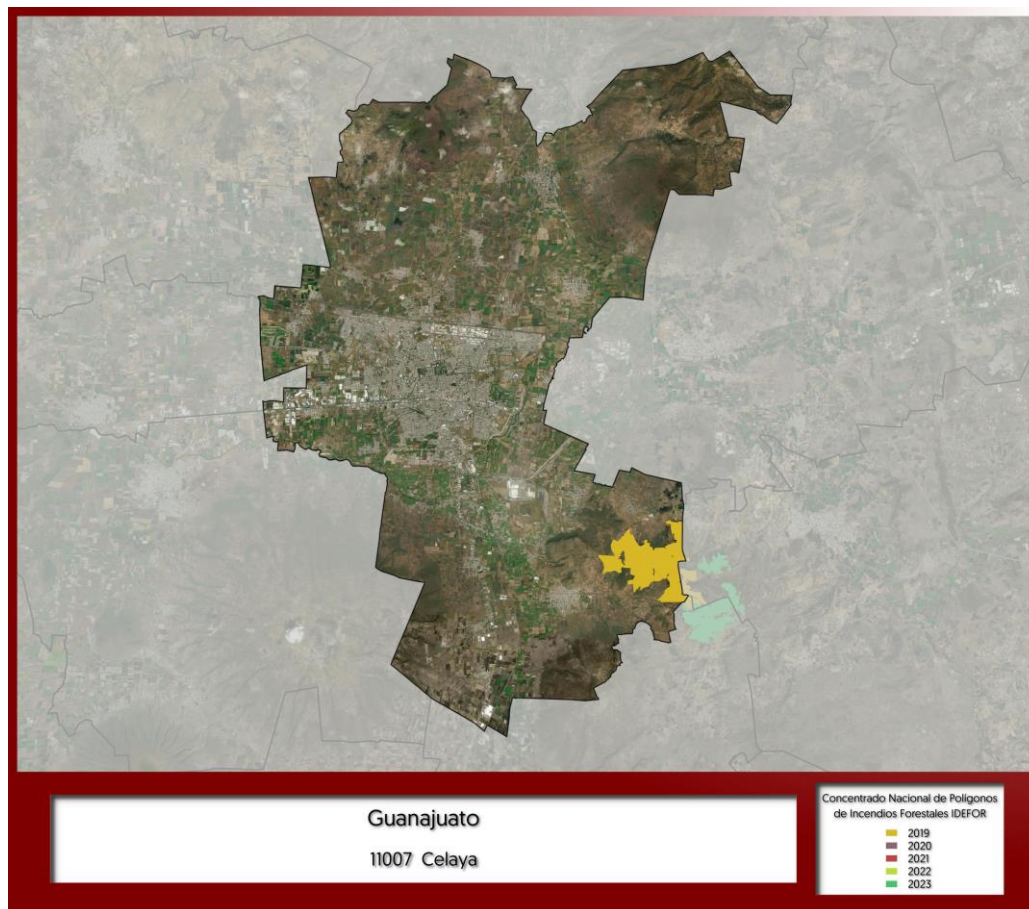 Guanajuato
11007 Celaya
Concentrado Nacional de Polígonos
de Incendios Forestales IDEFOR
2019
2020
2021
2022
2023